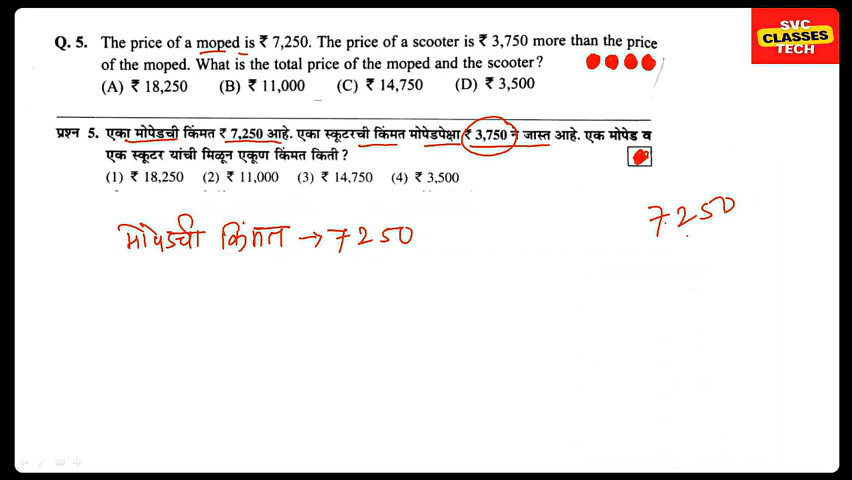 SVC
CLASSES
TECH
Q. 5. The price of a moped is ₹ 7,250. The price of a scooter is ₹ 3,750 more than the price
of the moped. What is the total price of the moped and the scooter?
(A) ₹ 18,250 (B) ₹ 11,000 (C) ₹ 14,750 (D) ₹ 3,500
प्रश्न 5. एका मोपेडची किंमत ₹ 7,250 आहे. एका स्कूटरची किंमत मोपेडपेक्षा ₹ 3,750 ने जास्त आहे. एक मोपेड व
एक स्कूटर यांची मिळून एकूण किंमत किती ?
(1) ₹ 18,250 (2) ₹ 11,000 (3) ₹ 14,750 (4) ₹ 3,500
7250
मोपेडची किंमत → 7250